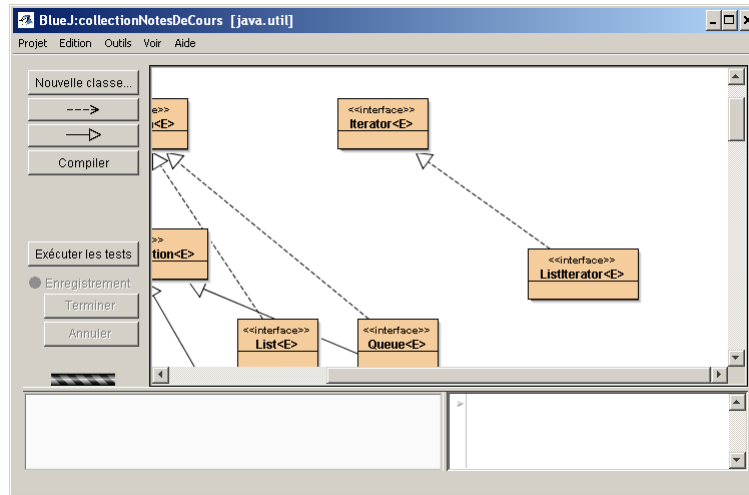 BlueJ:collectionNotesDeCours [java.util]
Projet Edition Outils Voir Aide
Nouvelle classe...
--->
Compiler
Exécuter les tests
Enregistrement
Terminer
Annuler
e>>
n<E>
<<interface>>
Iterator<E>
>>
tion<E>
<<interface>>
ListIterator<E>
<<interface>>
List<E>
<<interface>>
Queue<E>
>